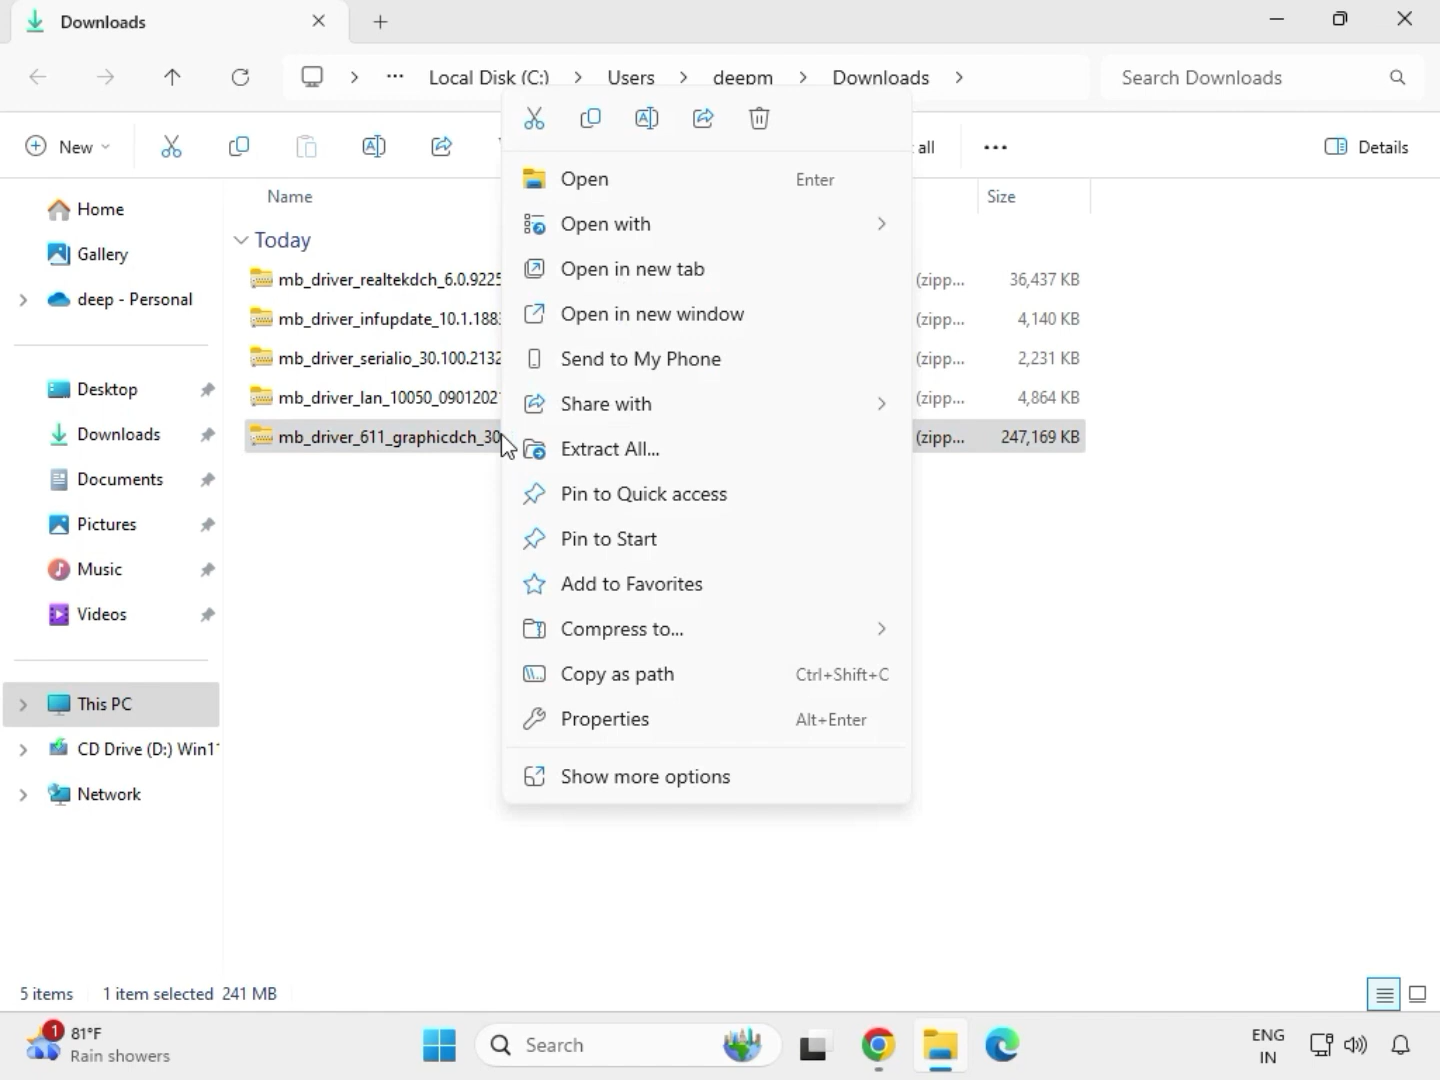 Downloads
Local Disk (C:) Users deepm Downloads
Search Downloads
New
all
Details
Name
Size
Home
Gallery
deep - Personal
Desktop
Downloads
Documents
Pictures
Music
Videos
This PC
CD Drive (D:) Win11
Network
Today
mb_driver_realtekdch_6.0.9225 (zipp... 36,437 KB
mb_driver_infupdate_10.1.188 (zipp... 4,140 KB
mb_driver_serialio_30.100.2132 (zipp... 2,231 KB
mb_driver_lan_10050_0901202 (zipp... 4,864 KB
mb_driver_611_graphicdch_30 (zipp... 247,169 KB
Open Enter
Open with
Open in new tab
Open in new window
Send to My Phone
Share with
Extract All...
Pin to Quick access
Pin to Start
Add to Favorites
Compress to...
Copy as path Ctrl+Shift+C
Properties Alt+Enter
Show more options
5 items 1 item selected 241 MB
1
81°F
Rain showers
Search
ENG
IN